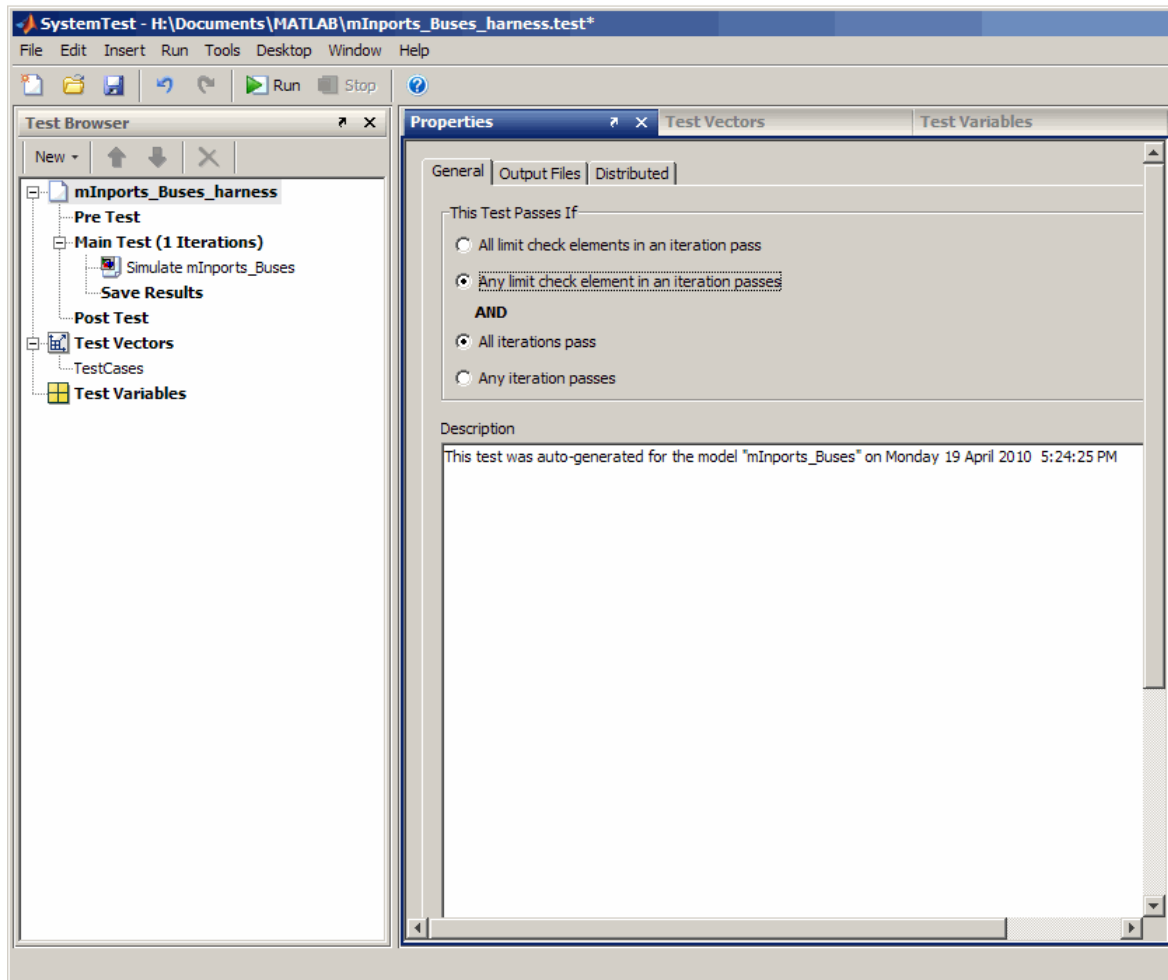 SystemTest - H:\Documents\MATLAB\mInports_Buses_harness.test*
File Edit Insert Run Tools Desktop Window Help
Run Stop
Test Browser
New
mInports_Buses_harness
Pre Test
Main Test (1 Iterations)
Simulate mInports_Buses
Save Results
Post Test
Test Vectors
TestCases
Test Variables
Properties Test Vectors Test Variables
General Output Files Distributed
This Test Passes If
All limit check elements in an iteration pass
Any limit check element in an iteration passes
AND
All iterations pass
Any iteration passes
Description
This test was auto-generated for the model "mInports_Buses" on Monday 19 April 2010 5:24:25 PM